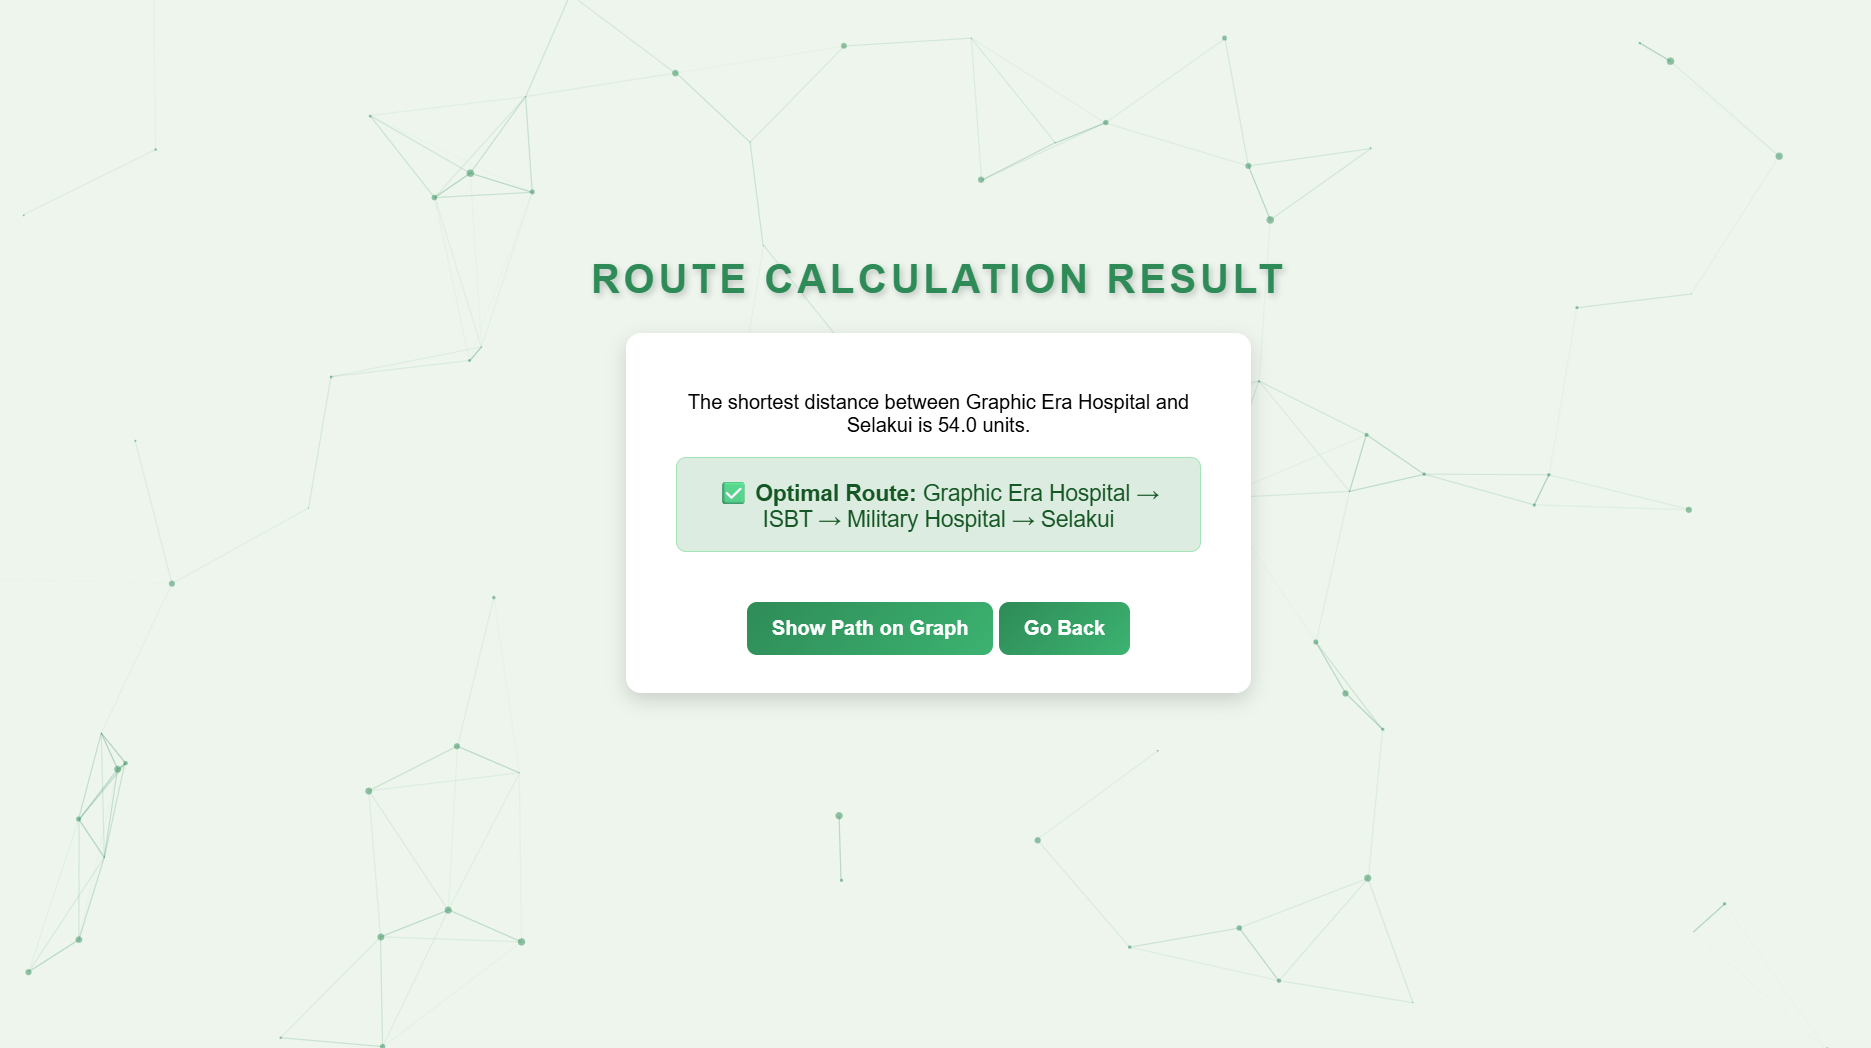 ROUTE CALCULATION RESULT
The shortest distance between Graphic Era Hospital and
Selakui is 54.0 units.
✅ Optimal Route: Graphic Era Hospital →
ISBT → Military Hospital → Selakui
Show Path on Graph Go Back